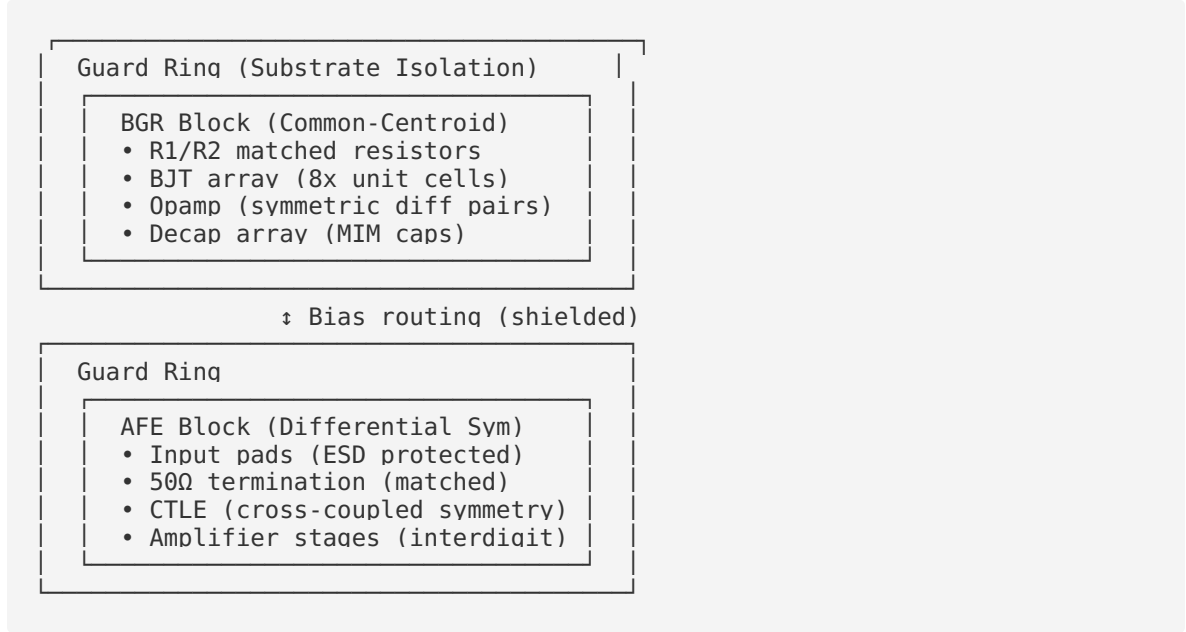 Guard Ring (Substrate Isolation)
BGR Block (Common-Centroid)
• R1/R2 matched resistors
• BJT array (8x unit cells)
• Opamp (symmetric diff pairs)
• Decap array (MIM caps)
↕ Bias routing (shielded)
Guard Ring
AFE Block (Differential Sym)
• Input pads (ESD protected)
• 50Ω termination (matched)
• CTLE (cross-coupled symmetry)
• Amplifier stages (interdigit)